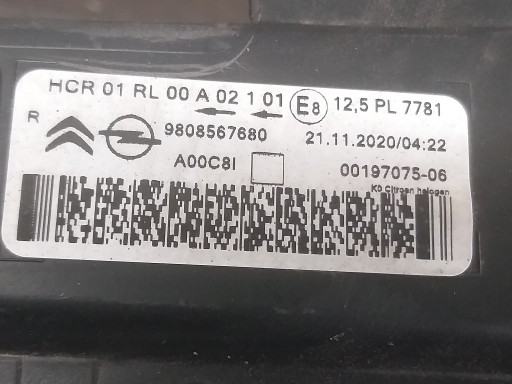 HCR 01 RL 00 A 02 1 01 E8 12,5 PL 7781
R 9808567680 21.11.2020/04:22
A00C8I 00197075-06
K0 Citroen halogen